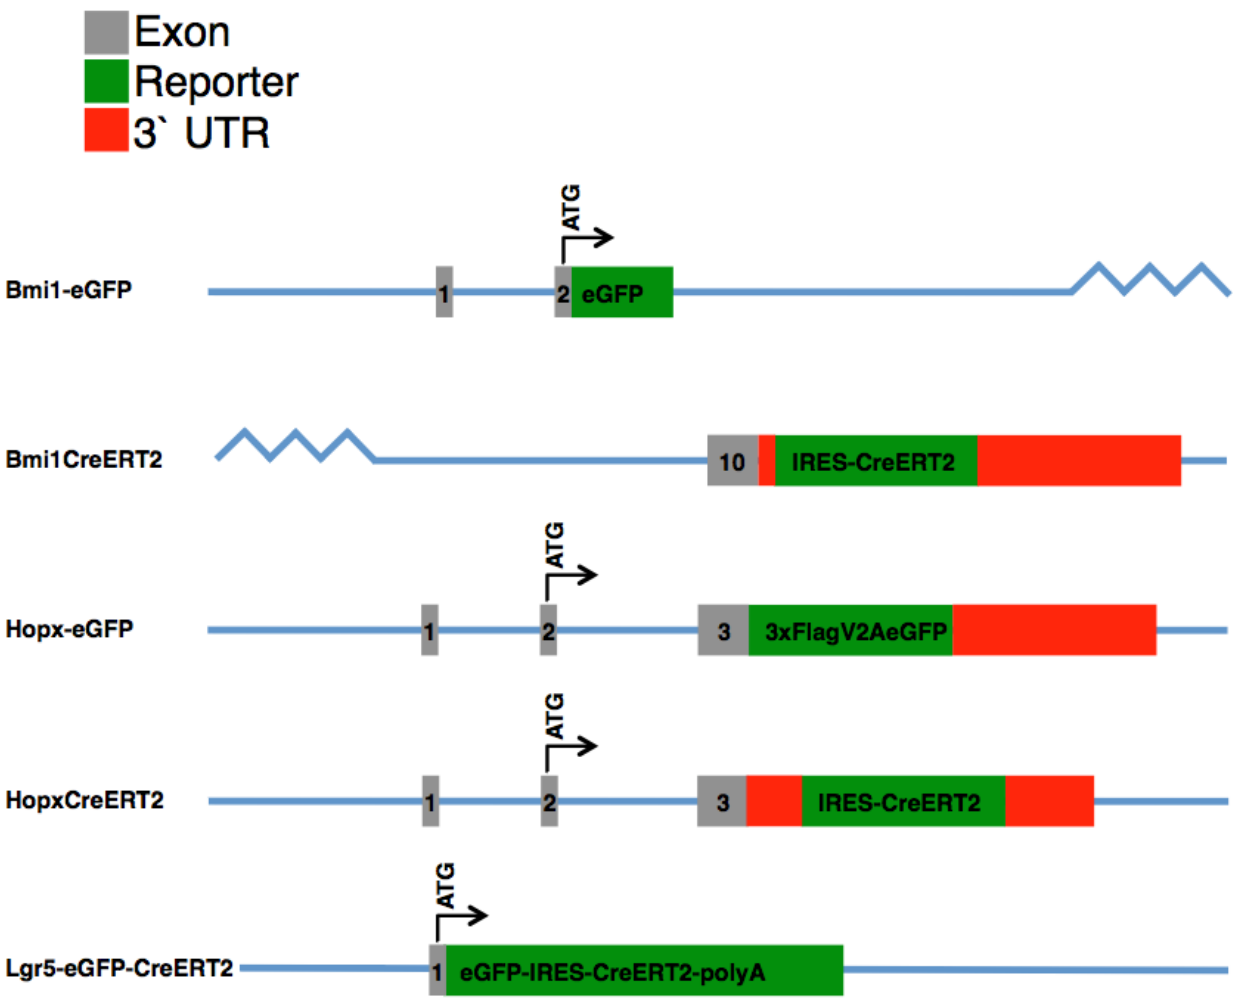 Exon
Reporter
3` UTR
ATG
Bmi1-eGFP
1
2
eGFP
Bmi1CreERT2
10
IRES-CreERT2
ATG
Hopx-eGFP
1
2
3
3xFlagV2AeGFP
ATG
HopxCreERT2
1
2
3
IRES-CreERT2
ATG
Lgr5-eGFP-CreERT2
1
eGFP-IRES-CreERT2-polyA